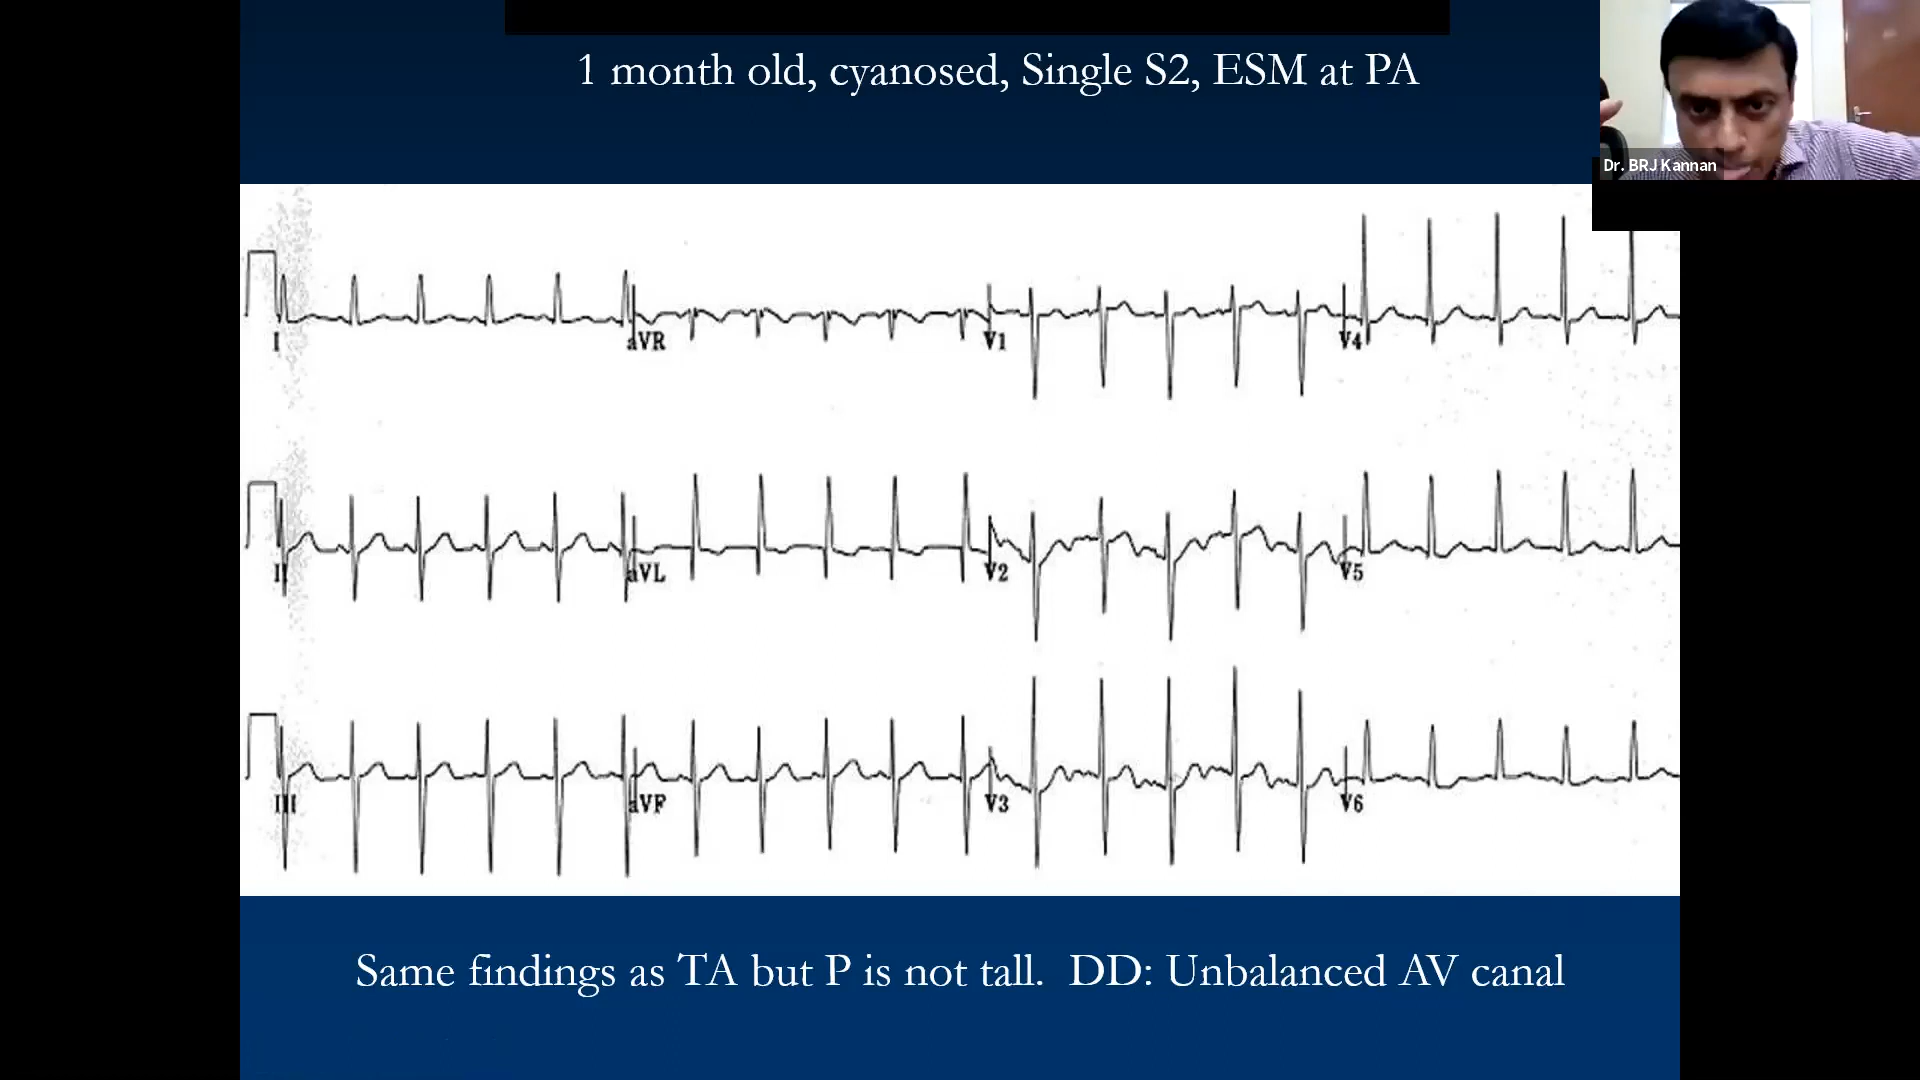 1 month old, cyanosed, Single S2, ESM at PA
Dr. BRJ Kannan
I aVR V1 V4
II aVL V2 V5
III aVF V3 V6
Same findings as TA but P is not tall. DD: Unbalanced AV canal